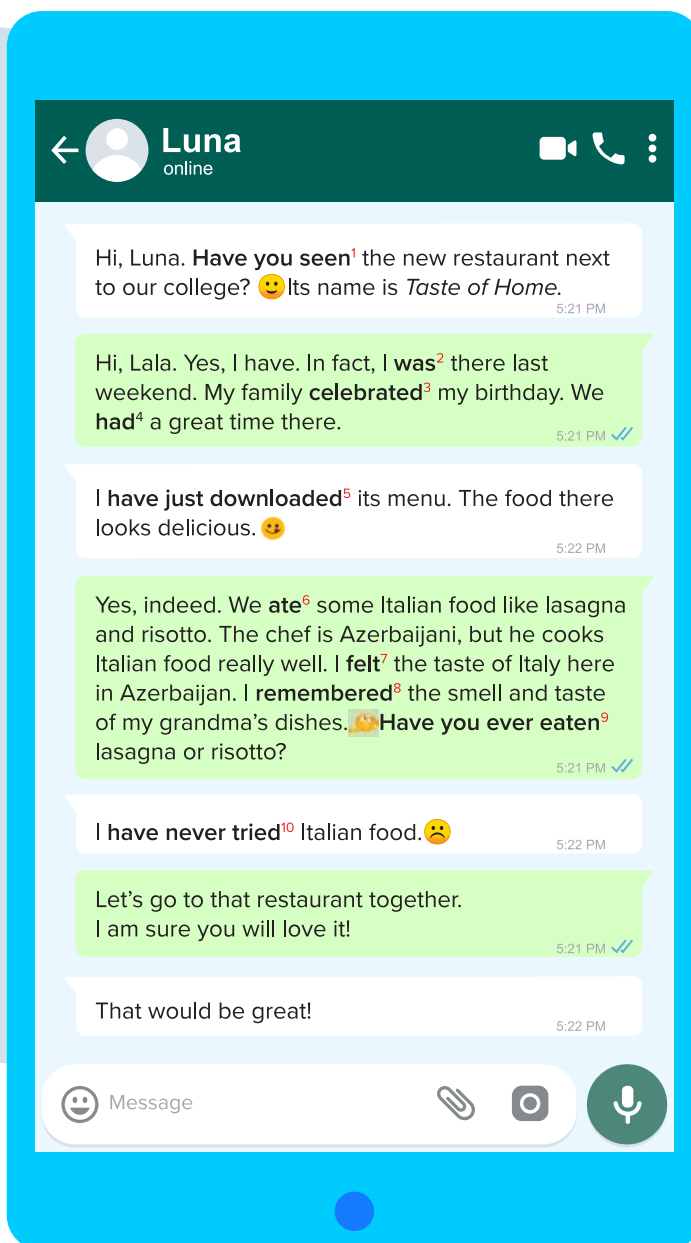 Luna
online
Hi, Luna. Have you seen¹ the new restaurant next
to our college? 🙂Its name is Taste of Home.
5:21 PM
Hi, Lala. Yes, I have. In fact, I was² there last
weekend. My family celebrated³ my birthday. We
had⁴ a great time there.
5:21 PM
I have just downloaded⁵ its menu. The food there
looks delicious.
5:22 PM
Yes, indeed. We ate⁶ some Italian food like lasagna
and risotto. The chef is Azerbaijani, but he cooks
Italian food really well. I felt⁷ the taste of Italy here
in Azerbaijan. I remembered⁸ the smell and taste
of my grandma's dishes. Have you ever eaten⁹
lasagna or risotto?
5:21 PM
I have never tried¹⁰ Italian food.☹️
5:22 PM
Let's go to that restaurant together.
I am sure you will love it!
5:21 PM
That would be great!
5:22 PM
Message